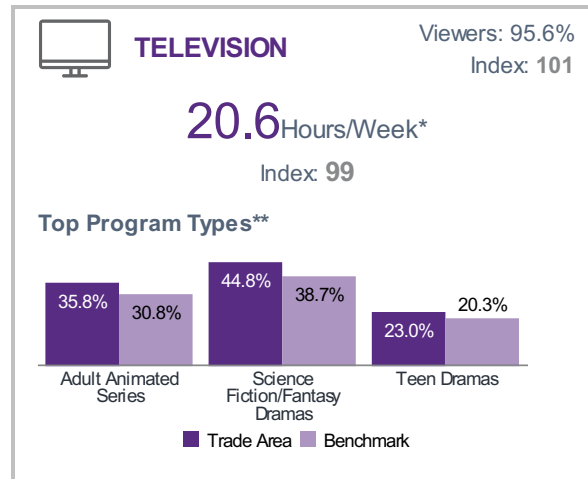 TELEVISION
Viewers: 95.6%
Index: 101
20.6Hours/Week*
Index: 99
Top Program Types**
35.8%
30.8%
44.8%
38.7%
23.0%
20.3%
Adult Animated
Series
Science
Fiction/Fantasy
Dramas
Teen Dramas
Trade Area
Benchmark